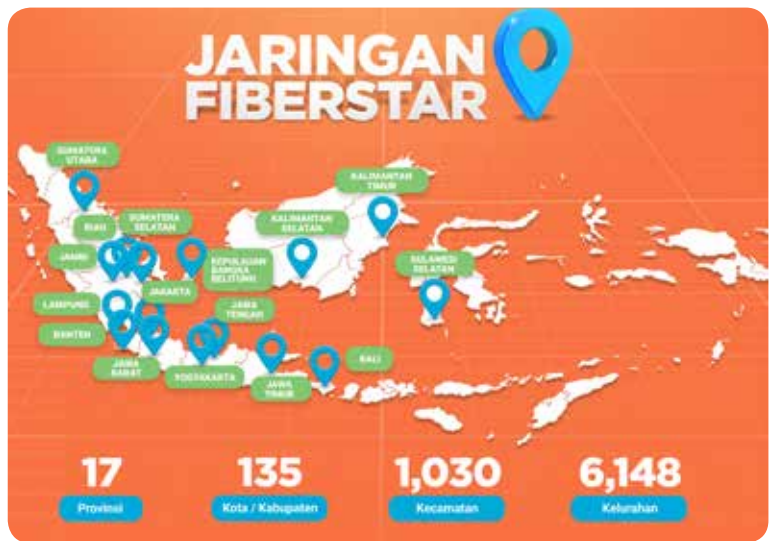 JARINGAN
FIBERSTAR
SUMATERA
UTARA
KALIMANTAN
TIMUR
RIAU
SUMATERA
SELATAN
KALIMANTAN
SELATAN
JAMBI
KEPULAUAN
BANGKA
BELITUNG
SULAWESI
SELATAN
JAKARTA
LAMPUNG
JAWA
TENGAH
BANTEN
JAWA
BARAT
YOGYAKARTA
JAWA
TIMUR
BALI
17
Provinsi
135
Kota / Kabupaten
1,030
Kecamatan
6,148
Kelurahan